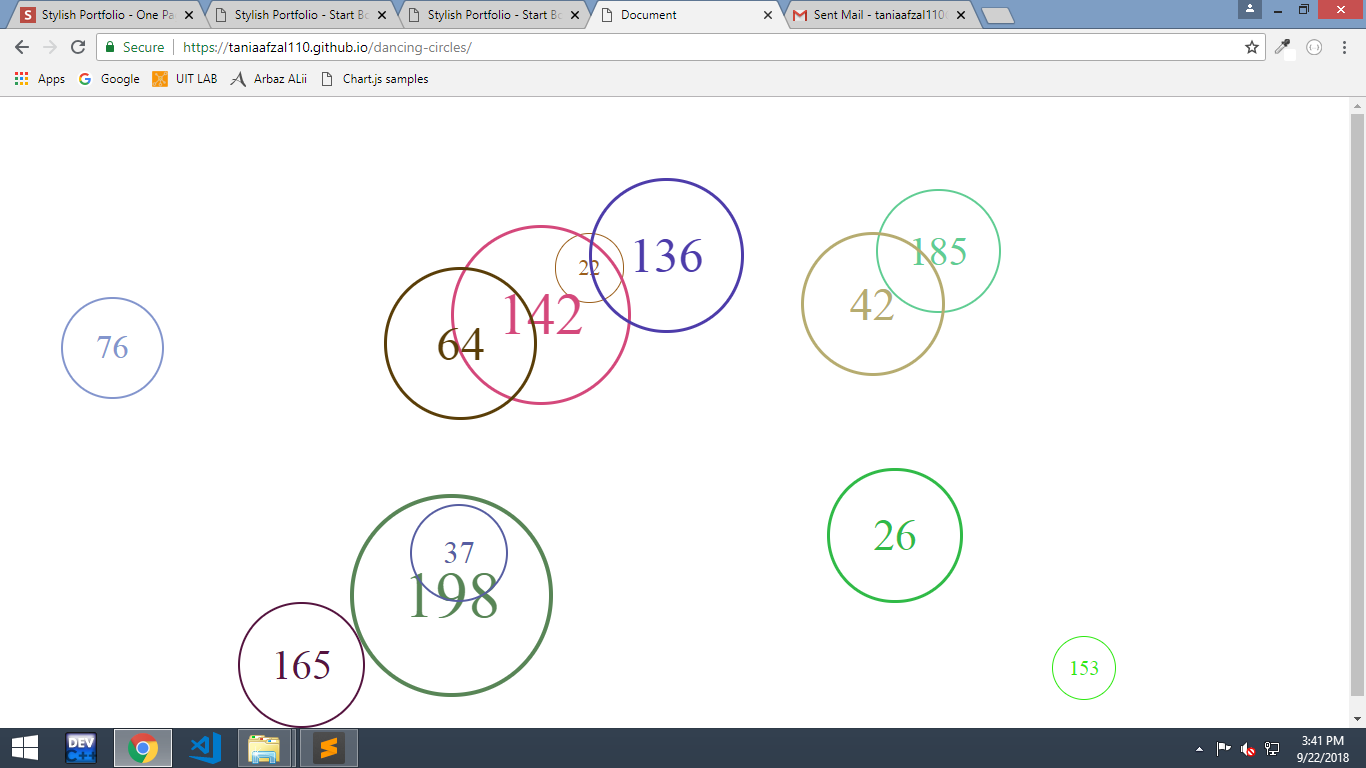 Stylish Portfolio - One Pa Stylish Portfolio - Start Bo Stylish Portfolio - Start Bo Document Sent Mail - taniaafzal110
Secure https://taniaafzal110.github.io/dancing-circles/
Apps Google UIT LAB Arbaz ALii Chart.js samples
136
185
22
142
42
64
76
37
26
198
165
153
DEV C++
3:41 PM
9/22/2018